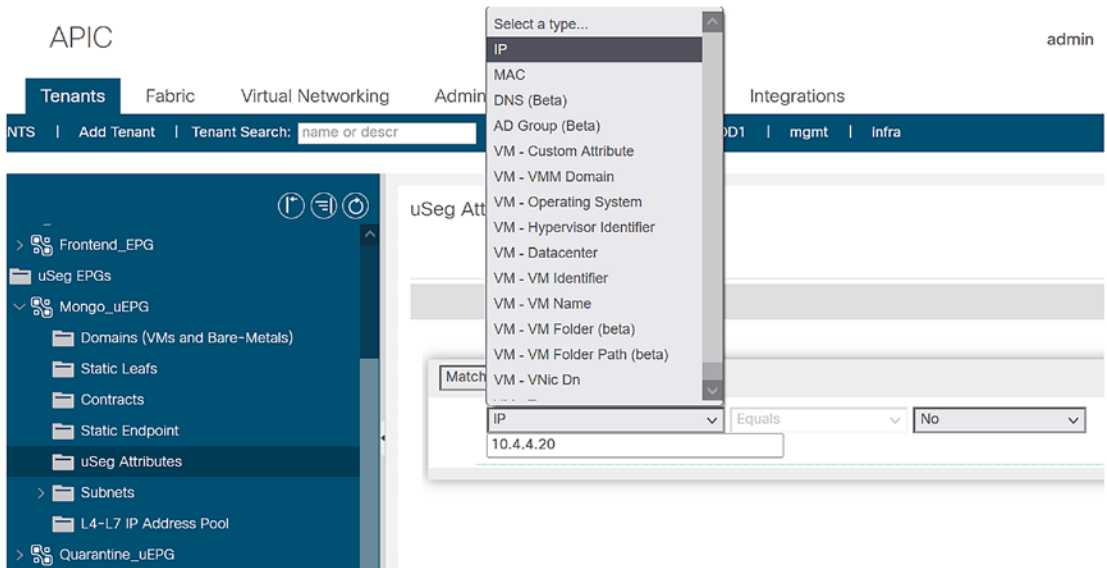 APIC
admin
Tenants Fabric Virtual Networking Admin Integrations
NTS | Add Tenant | Tenant Search: name or descr | mgmt | infra
Frontend_EPG
uSeg EPGs
Mongo_uEPG
Domains (VMs and Bare-Metals)
Static Leafs
Contracts
Static Endpoint
uSeg Attributes
Subnets
L4-L7 IP Address Pool
Quarantine_uEPG
uSeg Att
Select a type...
IP
MAC
DNS (Beta)
AD Group (Beta)
VM - Custom Attribute
VM - VMM Domain
VM - Operating System
VM - Hypervisor Identifier
VM - Datacenter
VM - VM Identifier
VM - VM Name
VM - VM Folder (beta)
VM - VM Folder Path (beta)
VM - VNic Dn
Match
IP Equals No
10.4.4.20